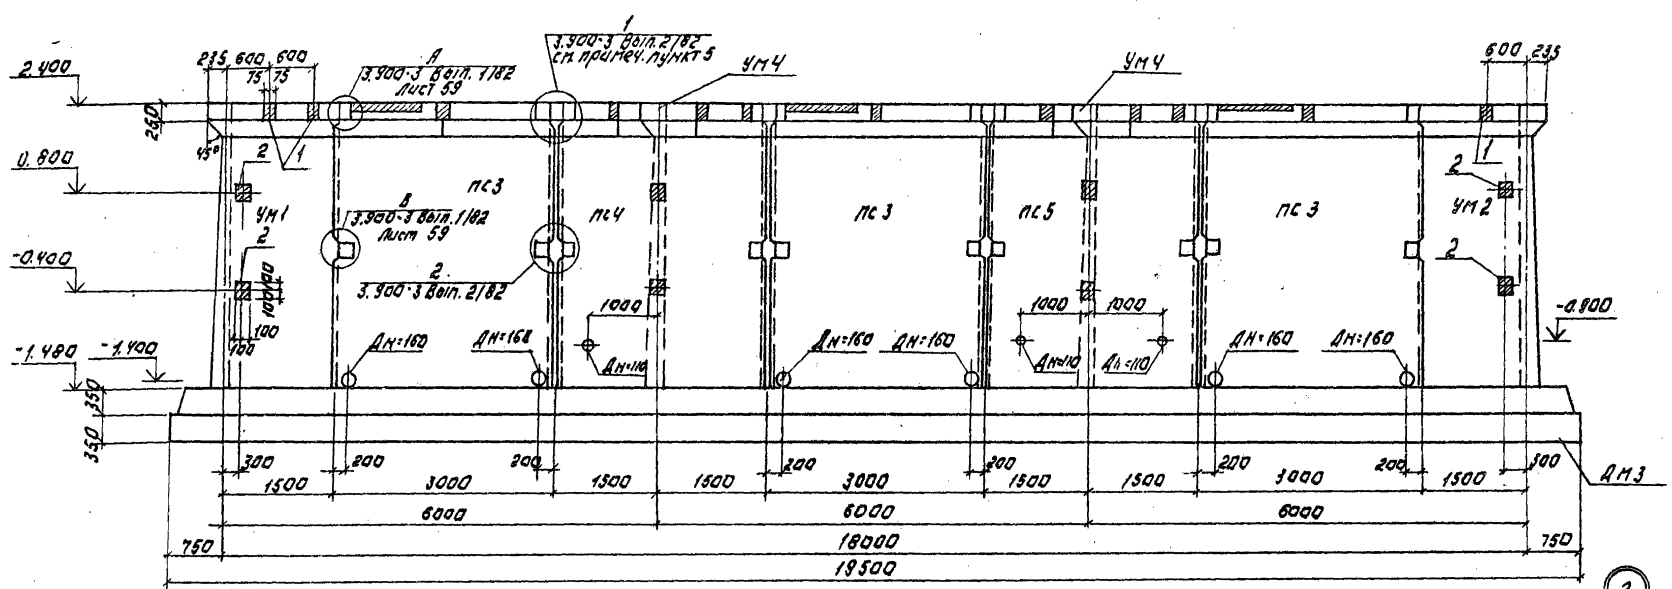 1
3.900-3 Вып. 2/82
см. примеч. пункт 5
А
3.900-3 Вып. 1/82
Лист 59
УМ4
УМ4
235 600 600
75 75
600 235
2.400
250
45°
2
1
2 1
0.800
ПС3
УМ1
В
3.900-3 Вып. 1/82
Лист 59
ПС4
ПС3
ПС5
ПС3
УМ2
2
2
-0.400
100 100
2
3.900-3 Вып. 2/82
1000
1000 1000
-0.900
100
100
-1.480
-1.400
Дн=160
Дн=160
Дн=110
Дн=160
Дн=160
Дн=110
Дн=110
Дн=160
Дн=160
350
350
300 200 200 200 200 200 200 300
1500 3000 1500 1500 3000 1500 1500 3000 1500
ДМ3
6000 6000 6000
750 18000 750
19500